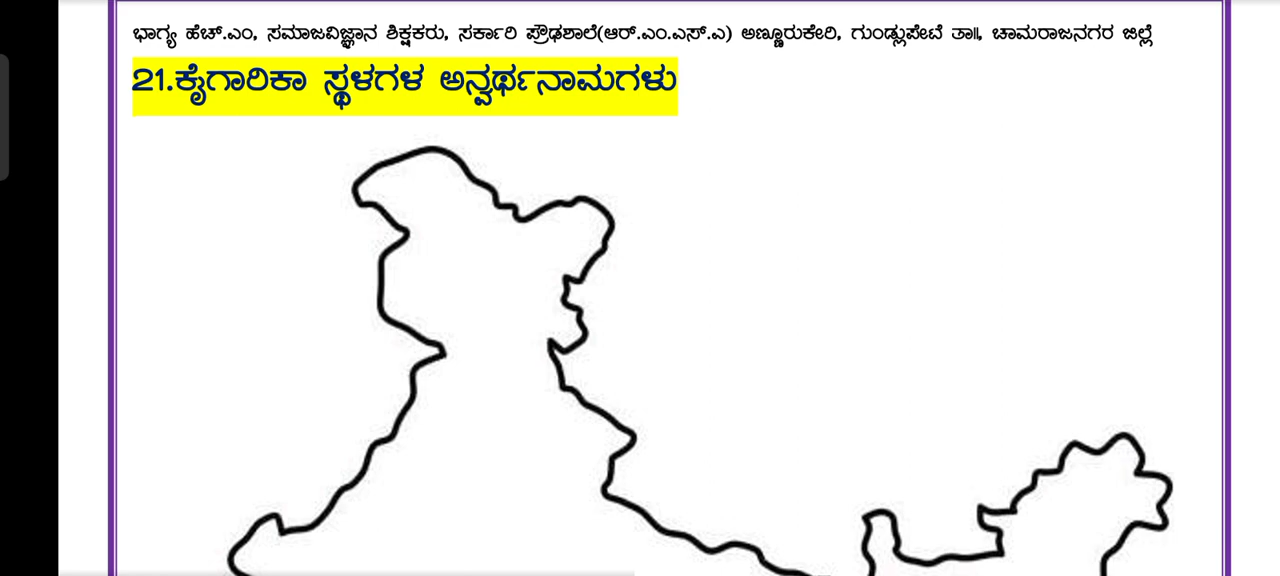 ಭಾಗ್ಯ ಹೆಚ್.ಎಂ, ಸಮಾಜವಿಜ್ಞಾನ ಶಿಕ್ಷಕರು, ಸರ್ಕಾರಿ ಪ್ರೌಢಶಾಲೆ(ಆರ್.ಎಂ.ಎಸ್.ಎ) ಅಣ್ಣೂರುಕೇರಿ, ಗುಂಡ್ಲುಪೇಟೆ ತಾ||, ಚಾಮರಾಜನಗರ ಜಿಲ್ಲೆ
21.ಕೈಗಾರಿಕಾ ಸ್ಥಳಗಳ ಅನ್ವರ್ಥನಾಮಗಳು